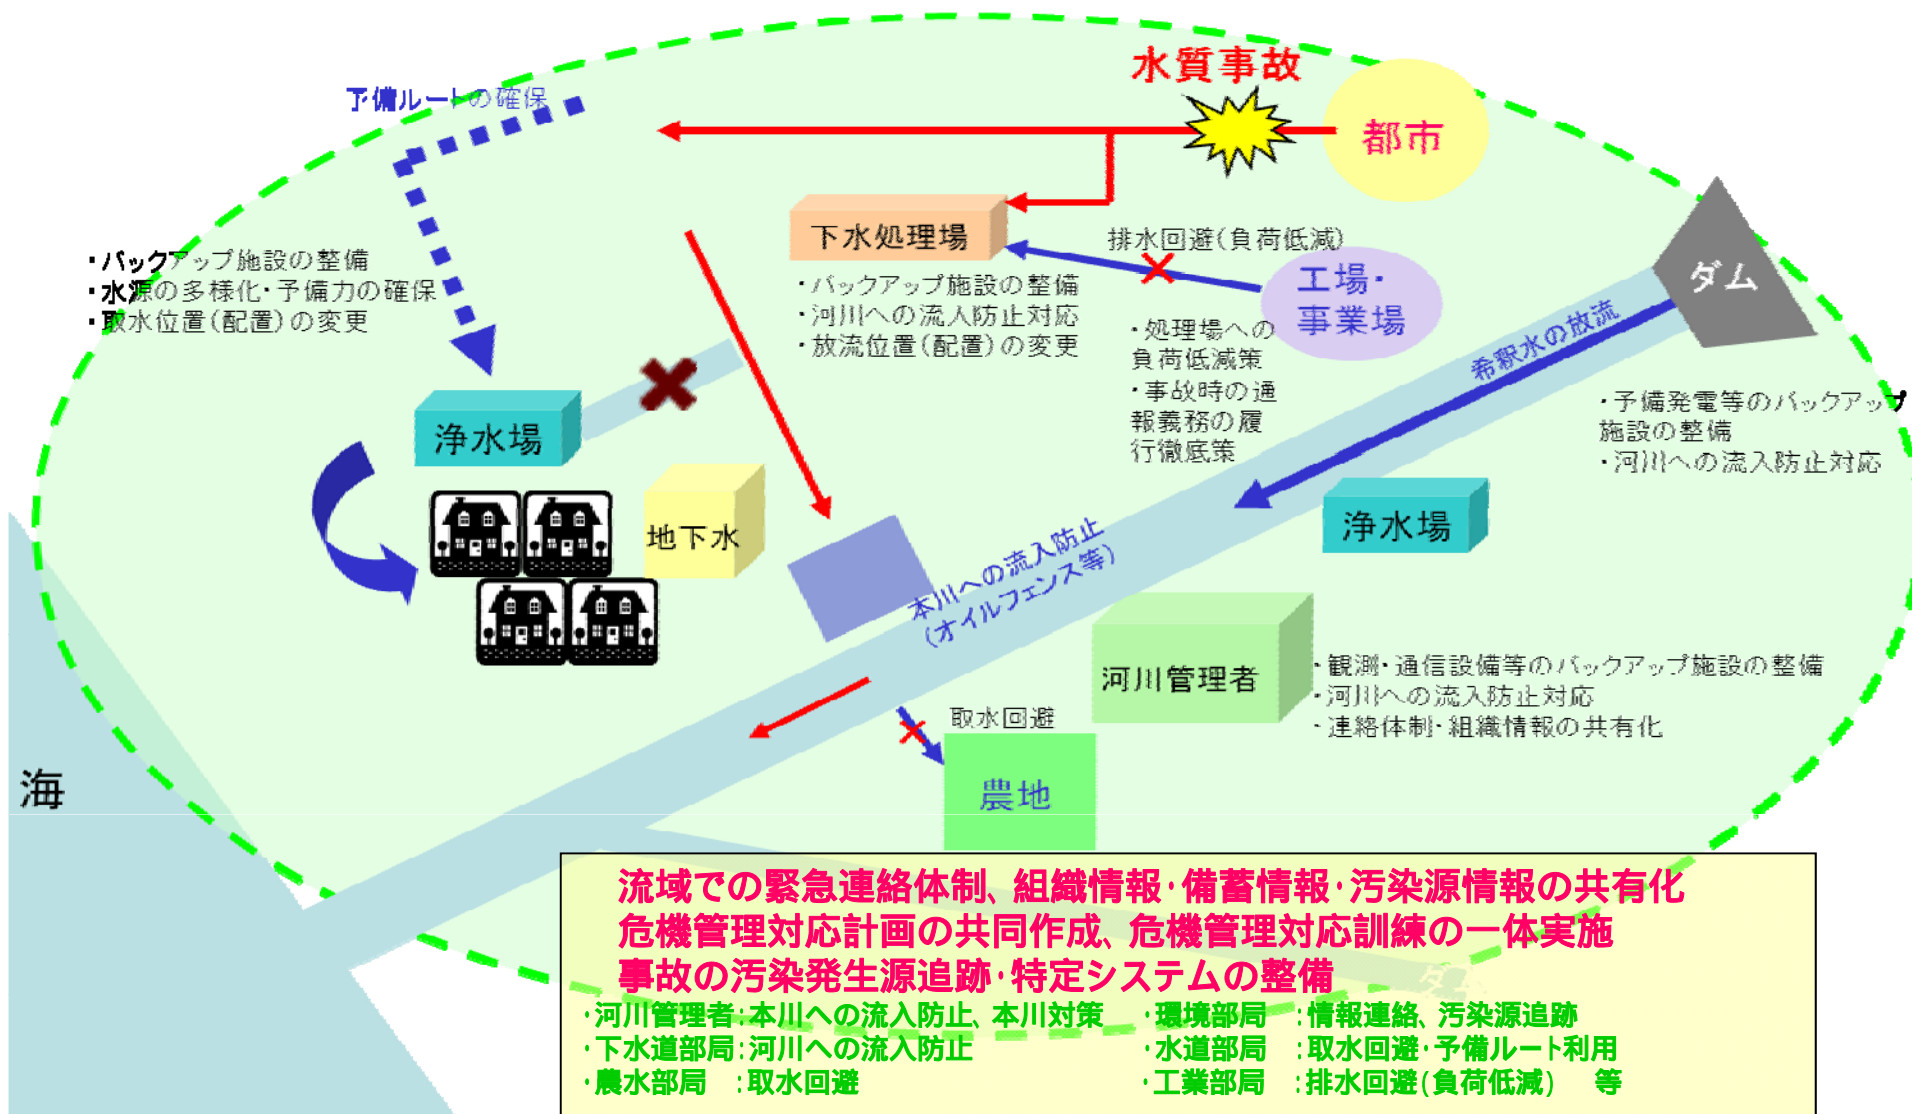 水質事故
予備ルートの確保
都市
下水処理場
排水回避(負荷低減)
・バックアップ施設の整備
・水源の多様化・予備力の確保
・取水位置(配置)の変更
・バックアップ施設の整備
・河川への流入防止対応
・放流位置(配置)の変更
工場・
事業場
ダム
・処理場への
負荷低減策
・事故時の通
報義務の履
行徹底策
希釈水の放流
・予備発電等のバックアップ
施設の整備
・河川への流入防止対応
浄水場
地下水
浄水場
本川への流入防止
(オイルフェンス等)
河川管理者
・観測・通信設備等のバックアップ施設の整備
・河川への流入防止対応
・連絡体制・組織情報の共有化
取水回避
農地
海
流域での緊急連絡体制、組織情報・備蓄情報・汚染源情報の共有化
危機管理対応計画の共同作成、危機管理対応訓練の一体実施
事故の汚染発生源追跡・特定システムの整備
ダム
・河川管理者:本川への流入防止、本川対策 ・環境部局 :情報連絡、汚染源追跡
・下水道部局:河川への流入防止 ・水道部局 :取水回避・予備ルート利用
・農水部局 :取水回避 ・工業部局 :排水回避(負荷低減) 等